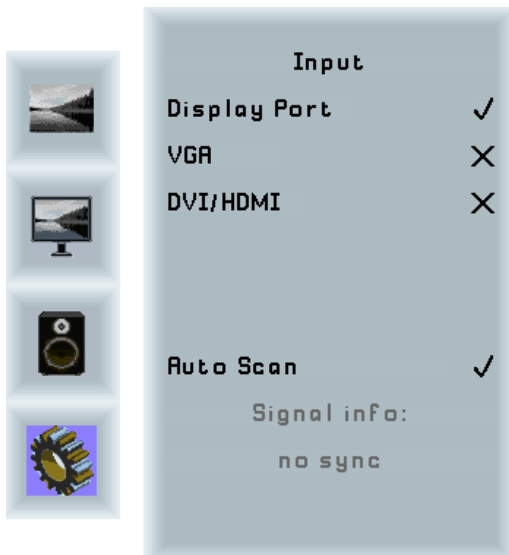 Input
Display Port ✓
VGA ✕
DVI/HDMI ✕
Auto Scan ✓
Signal info:
no sync